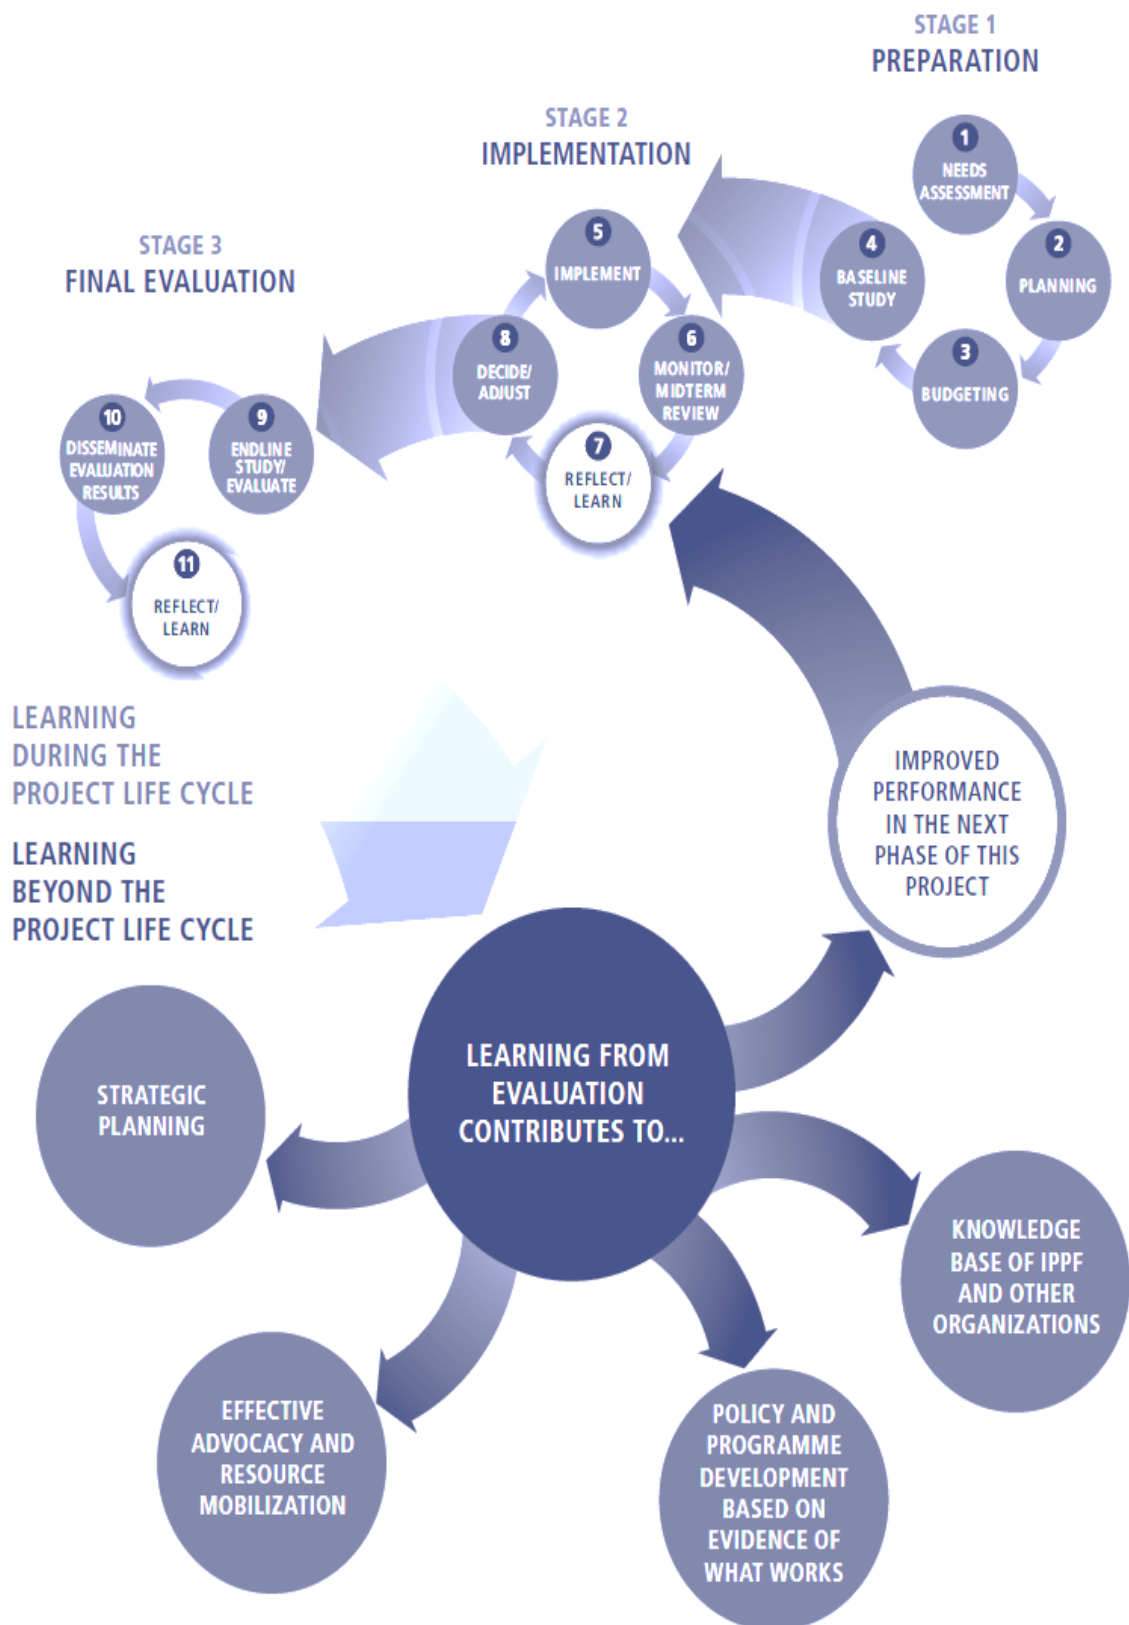 STAGE 1
PREPARATION
1
NEEDS
ASSESSMENT
2
PLANNING
3
BUDGETING
4
BASELINE
STUDY
STAGE 2
IMPLEMENTATION
5
IMPLEMENT
6
MONITOR/
MIDTERM
REVIEW
7
REFLECT/
LEARN
8
DECIDE/
ADJUST
STAGE 3
FINAL EVALUATION
9
ENDLINE
STUDY/
EVALUATE
10
DISSEMINATE
EVALUATION
RESULTS
11
REFLECT/
LEARN
LEARNING
DURING THE
PROJECT LIFE CYCLE
LEARNING
BEYOND THE
PROJECT LIFE CYCLE
IMPROVED
PERFORMANCE
IN THE NEXT
PHASE OF THIS
PROJECT
LEARNING FROM
EVALUATION
CONTRIBUTES TO...
STRATEGIC
PLANNING
KNOWLEDGE
BASE OF IPPF
AND OTHER
ORGANIZATIONS
EFFECTIVE
ADVOCACY AND
RESOURCE
MOBILIZATION
POLICY AND
PROGRAMME
DEVELOPMENT
BASED ON
EVIDENCE OF
WHAT WORKS